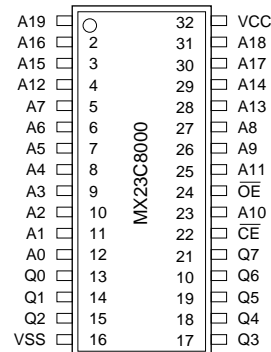 A19 32 VCC
A16 2 31 A18
A15 3 30 A17
A12 4 29 A14
A7 5 28 A13
A6 6 27 A8
A5 7 26 A9
A4 8 25 A11
A3 9 24 OE
A2 10 23 A10
A1 11 22 CE
A0 12 21 Q7
Q0 13 10 Q6
Q1 14 19 Q5
Q2 15 18 Q4
VSS 16 17 Q3
MX23C8000